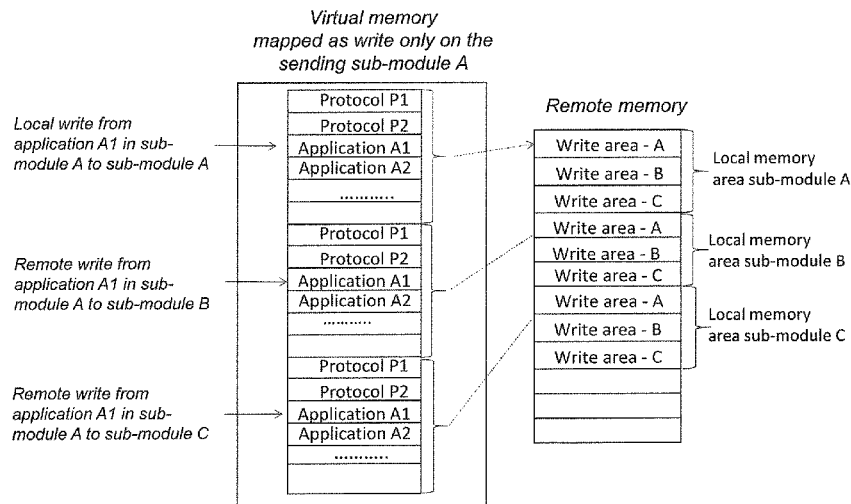 Virtual memory
mapped as write only on the
sending sub-module A
Local write from
application A1 in sub-
module A to sub-module A
Remote write from
application A1 in sub-
module A to sub-module B
Remote write from
application A1 in sub-
module A to sub-module C
Protocol P1
Protocol P2
Application A1
Application A2
...........
Protocol P1
Protocol P2
Application A1
Application A2
..........
Protocol P1
Protocol P2
Application A1
Application A2
...........
Remote memory
Write area - A
Write area - B
Write area - C
Write area - A
Write area - B
Write area - C
Write area - A
Write area - B
Write area - C
Local memory
area sub-module A
Local memory
area sub-module B
Local memory
area sub-module C